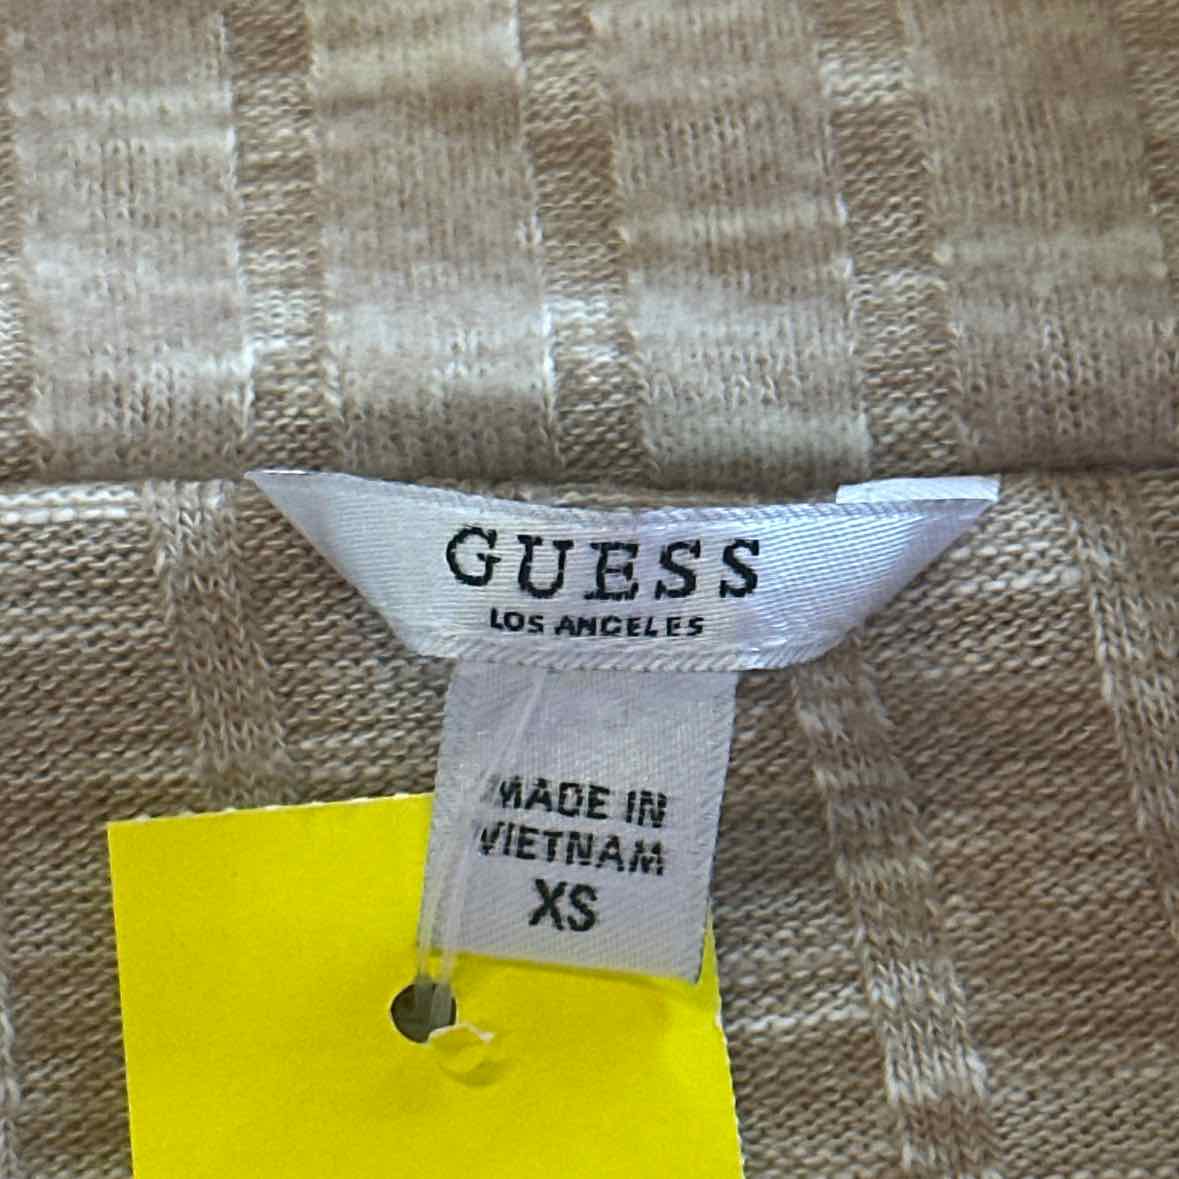 GUESS
LOS ANGELES
MADE IN
VIETNAM
XS